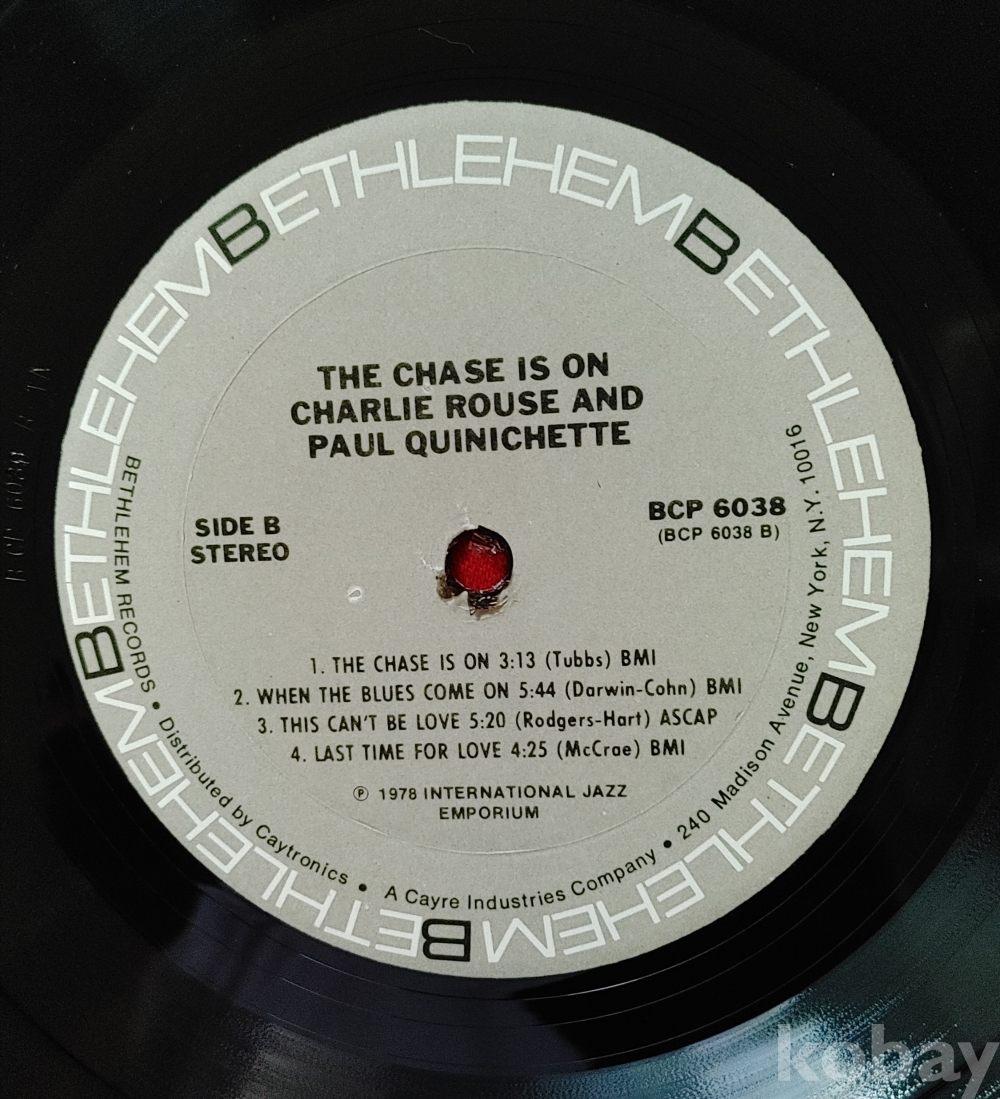 BETHLEHEM BETHLEHEM BETHLEHEM BETHLEHEM BETHLEHEM
THE CHASE IS ON
CHARLIE ROUSE AND
PAUL QUINICHETTE
SIDE B
STEREO
BCP 6038
(BCP 6038 B)
1. THE CHASE IS ON 3:13 (Tubbs) BMI
2. WHEN THE BLUES COME ON 5:44 (Darwin-Cohn) BMI
3. THIS CAN'T BE LOVE 5:20 (Rodgers-Hart) ASCAP
4. LAST TIME FOR LOVE 4:25 (McCrae) BMI
℗ 1978 INTERNATIONAL JAZZ
EMPORIUM
BETHLEHEM RECORDS • Distributed by Caytronics • A Cayre Industries Company • 240 Madison Avenue, New York, N.Y. 10016
kobay